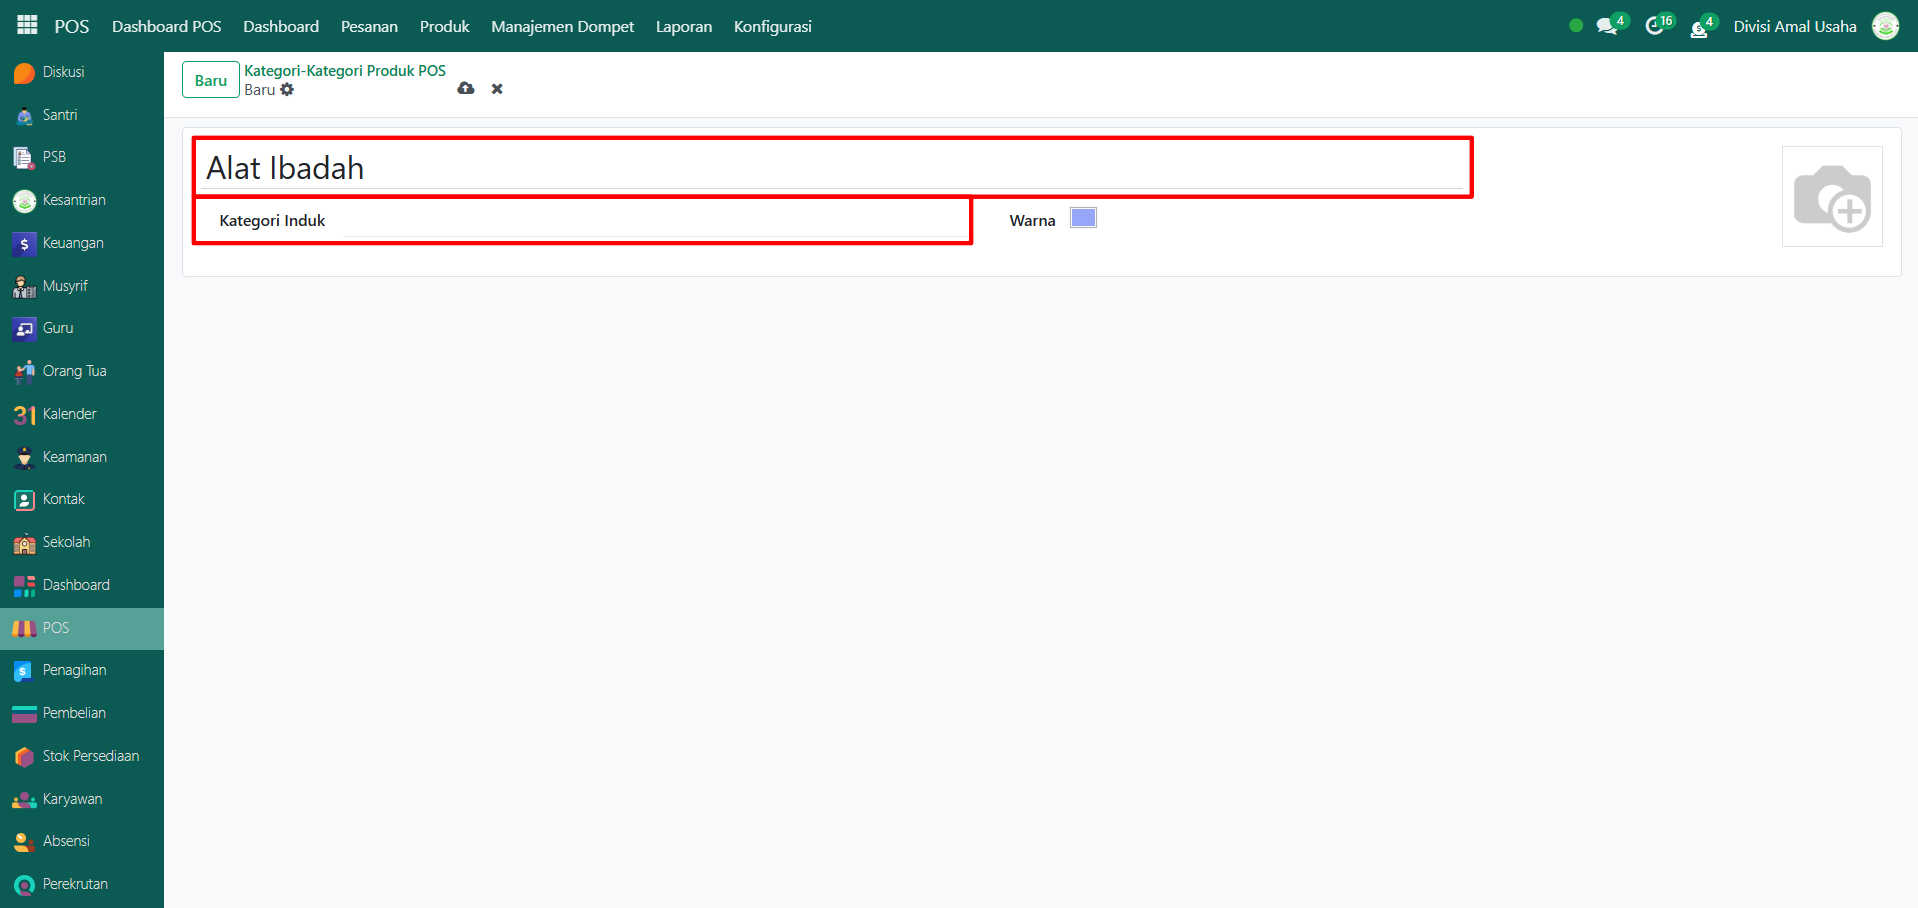 POS Dashboard POS Dashboard Pesanan Produk Manajemen Dompet Laporan Konfigurasi 4 16 4 Divisi Amal Usaha
Diskusi
Santri
PSB
Kesantrian
Keuangan
Musyrif
Guru
Orang Tua
31 Kalender
Keamanan
Kontak
Sekolah
Dashboard
POS
Penagihan
Pembelian
Stok Persediaan
Karyawan
Absensi
Perekrutan
Baru Kategori-Kategori Produk POS
Baru
Alat Ibadah
Kategori Induk Warna